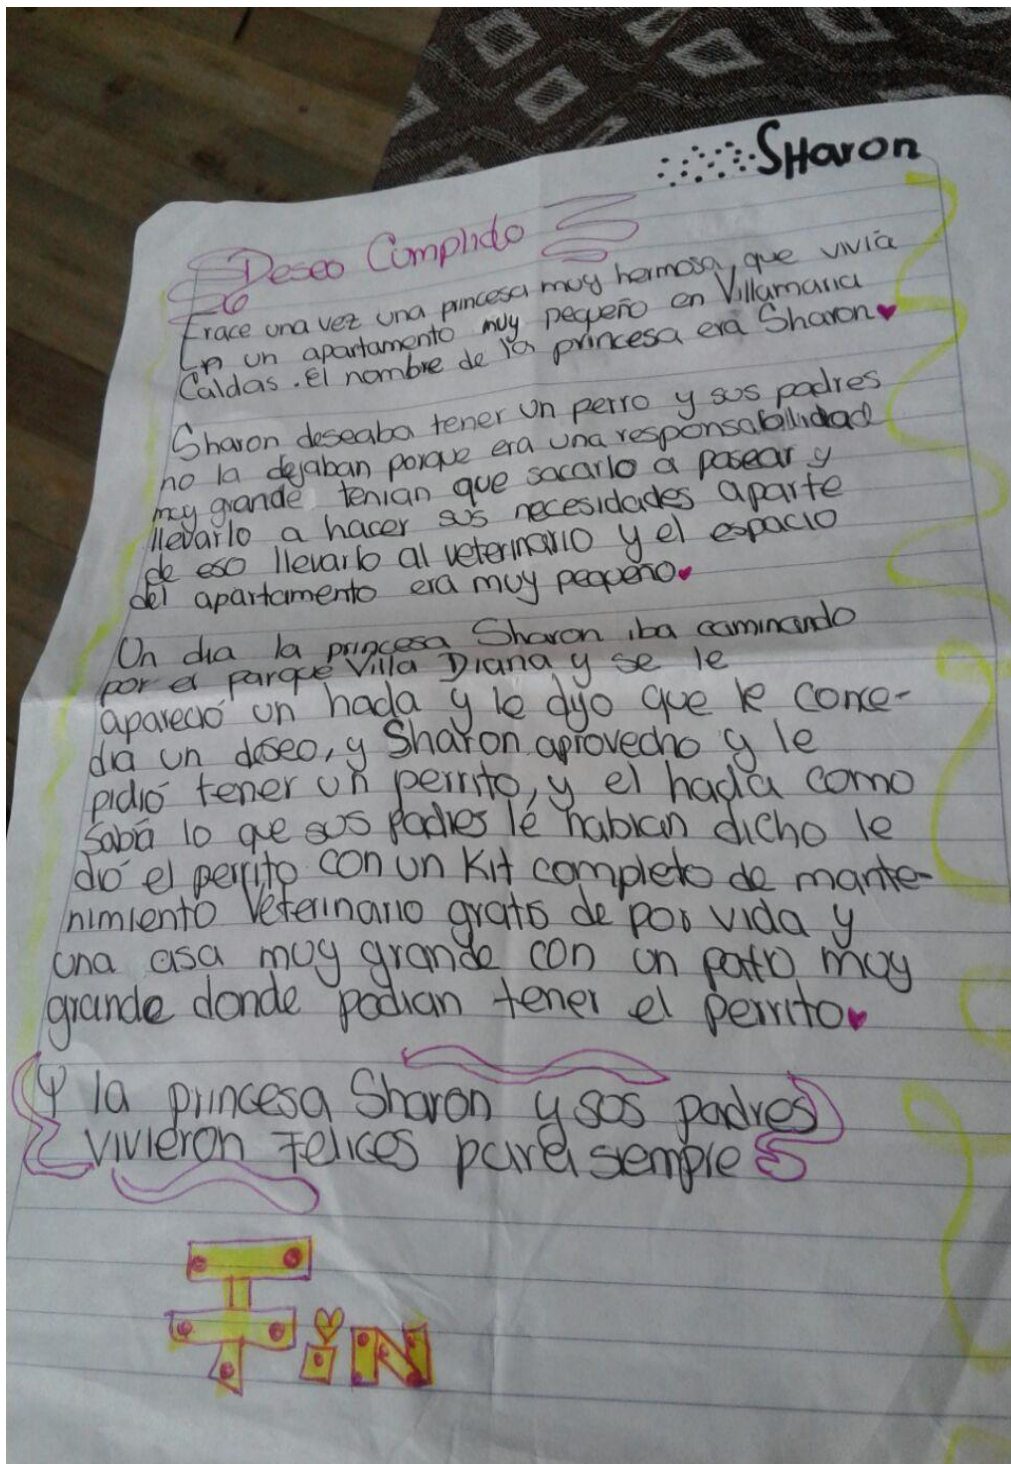 SHaron
Deseo Cumplido
Erace una vez una princesa muy hermosa, que vivía
En un apartamento muy pequeño en Villamaria
Caldas. El nombre de la princesa era Sharon
Sharon deseaba tener un perro y sus padres
no la dejaban porque era una responsabilidad
muy grande tenian que sacarlo a pasear y
llevarlo a hacer sus necesidades aparte
de eso llevarlo al veterinario y el espacio
del apartamento era muy pequeño
Un dia la princesa Sharon iba caminando
por el parque Villa Diana y se le
apareció un hada y le dijo que le conce-
dia un deseo, y Sharon aprovecho y le
pidió tener un perrito, y el hada como
sabia lo que sus padres le habian dicho le
dió el perrito con un Kit completo de mante-
nimiento Veterinario gratis de por vida y
una casa muy grande con un patio muy
grande donde podian tener el perrito
Y la princesa Sharon y sus padres
vivieron Felices para siempre
FiN